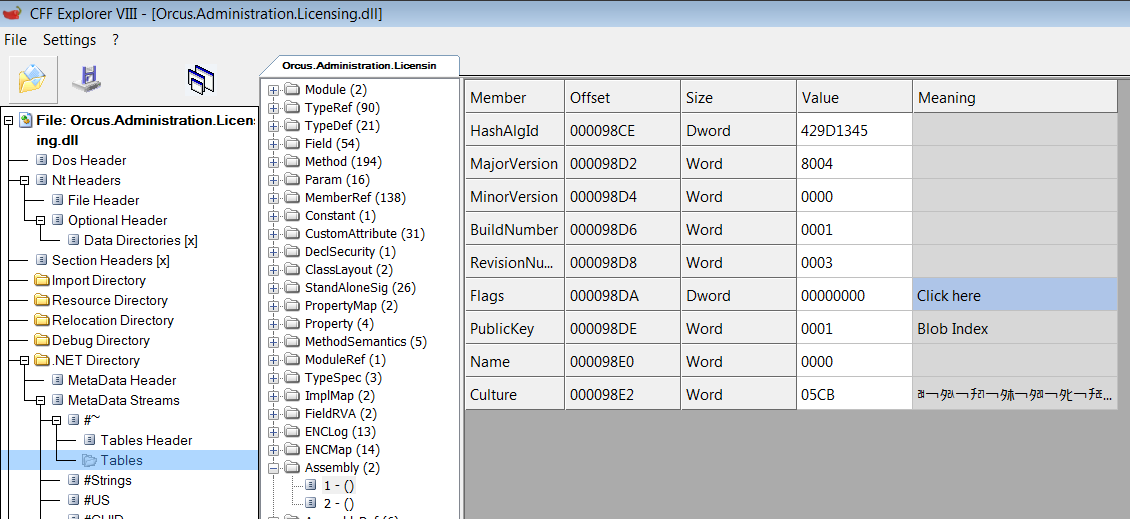 CFF Explorer VIII - [Orcus.Administration.Licensing.dll]
File Settings ?
Orcus.Administration.Licensin
File: Orcus.Administration.Licen
ing.dll
Dos Header
Nt Headers
File Header
Optional Header
Data Directories [x]
Section Headers [x]
Import Directory
Resource Directory
Relocation Directory
Debug Directory
.NET Directory
MetaData Header
MetaData Streams
#~
Tables Header
Tables
#Strings
#US
#GUID
Module (2)
TypeRef (90)
TypeDef (21)
Field (54)
Method (194)
Param (16)
MemberRef (138)
Constant (1)
CustomAttribute (31)
DeclSecurity (1)
ClassLayout (2)
StandAloneSig (26)
PropertyMap (2)
Property (4)
MethodSemantics (5)
ModuleRef (1)
TypeSpec (3)
ImplMap (2)
FieldRVA (2)
ENCLog (13)
ENCMap (14)
Assembly (2)
1 - ()
2 - ()
Member Offset Size Value Meaning
HashAlgId 000098CE Dword 429D1345
MajorVersion 000098D2 Word 8004
MinorVersion 000098D4 Word 0000
BuildNumber 000098D6 Word 0001
RevisionNu... 000098D8 Word 0003
Flags 000098DA Dword 00000000 Click here
PublicKey 000098DE Word 0001 Blob Index
Name 000098E0 Word 0000
Culture 000098E2 Word 05CB